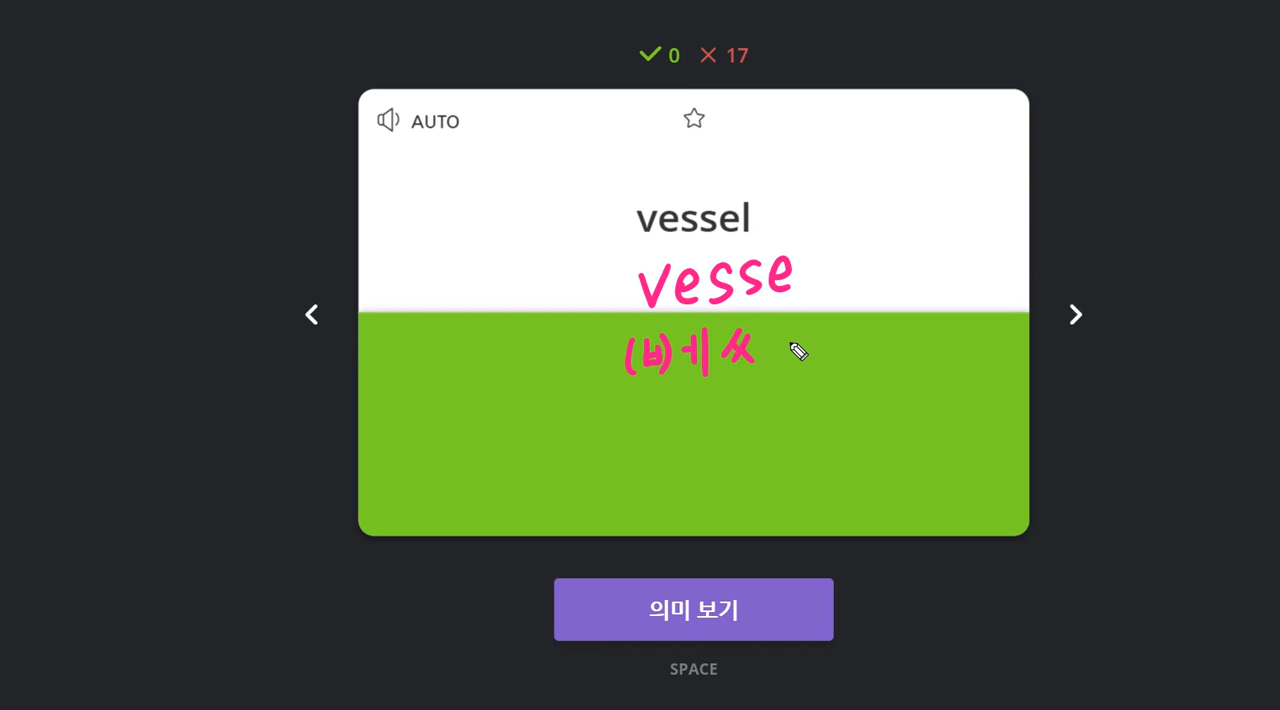 0 17
AUTO
vessel
vesse
(ㅂ)ㅔㅆ
의미 보기
SPACE